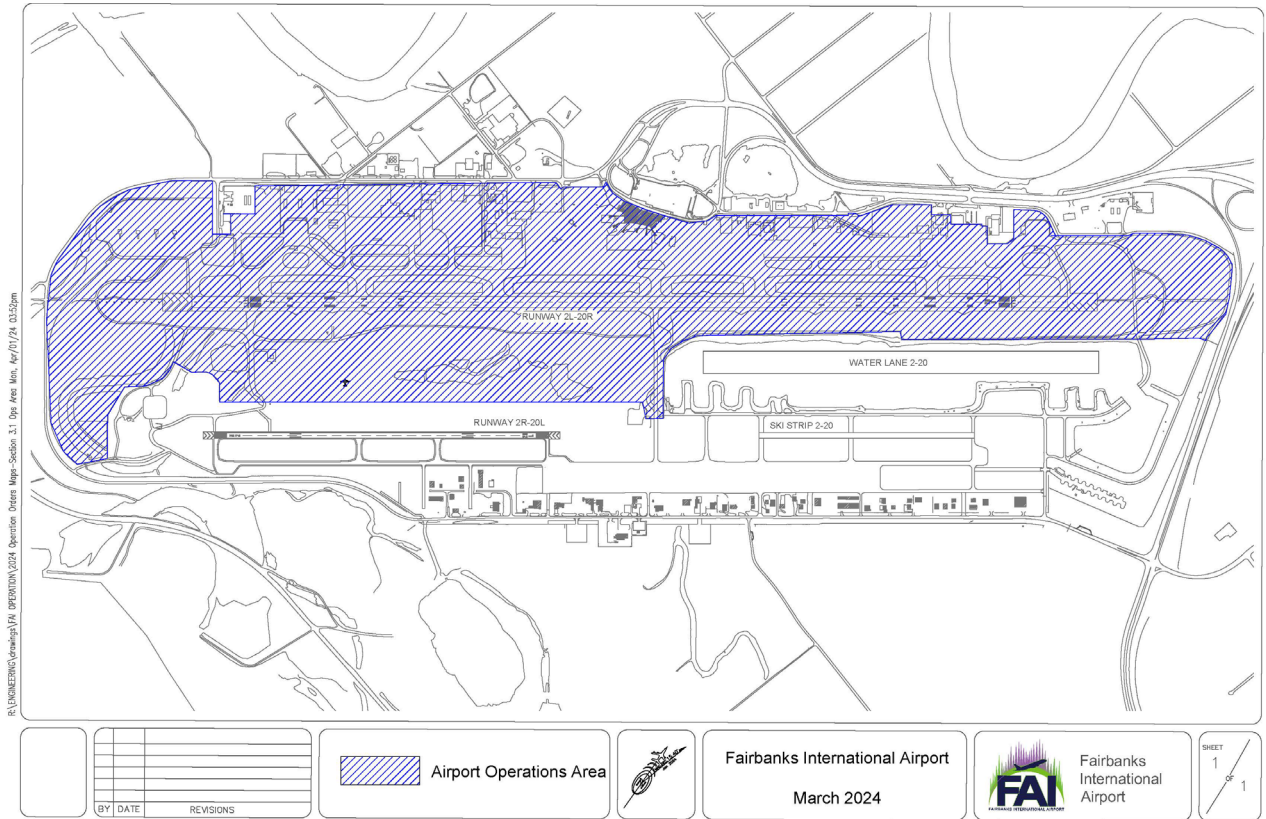 R:\ENGINEERING\drawings\FAI OPERATION\2024 Operation Orders Maps-Section 3.1 Ops Area Mon, Apr/01/24 03:52pm
RUNWAY 2L-20R
WATER LANE 2-20
RUNWAY 2R-20L
SKI STRIP 2-20
BY DATE REVISIONS
Airport Operations Area
Fairbanks International Airport
March 2024
FAI
FAIRBANKS INTERNATIONAL AIRPORT
Fairbanks
International
Airport
SHEET
1
OF
1